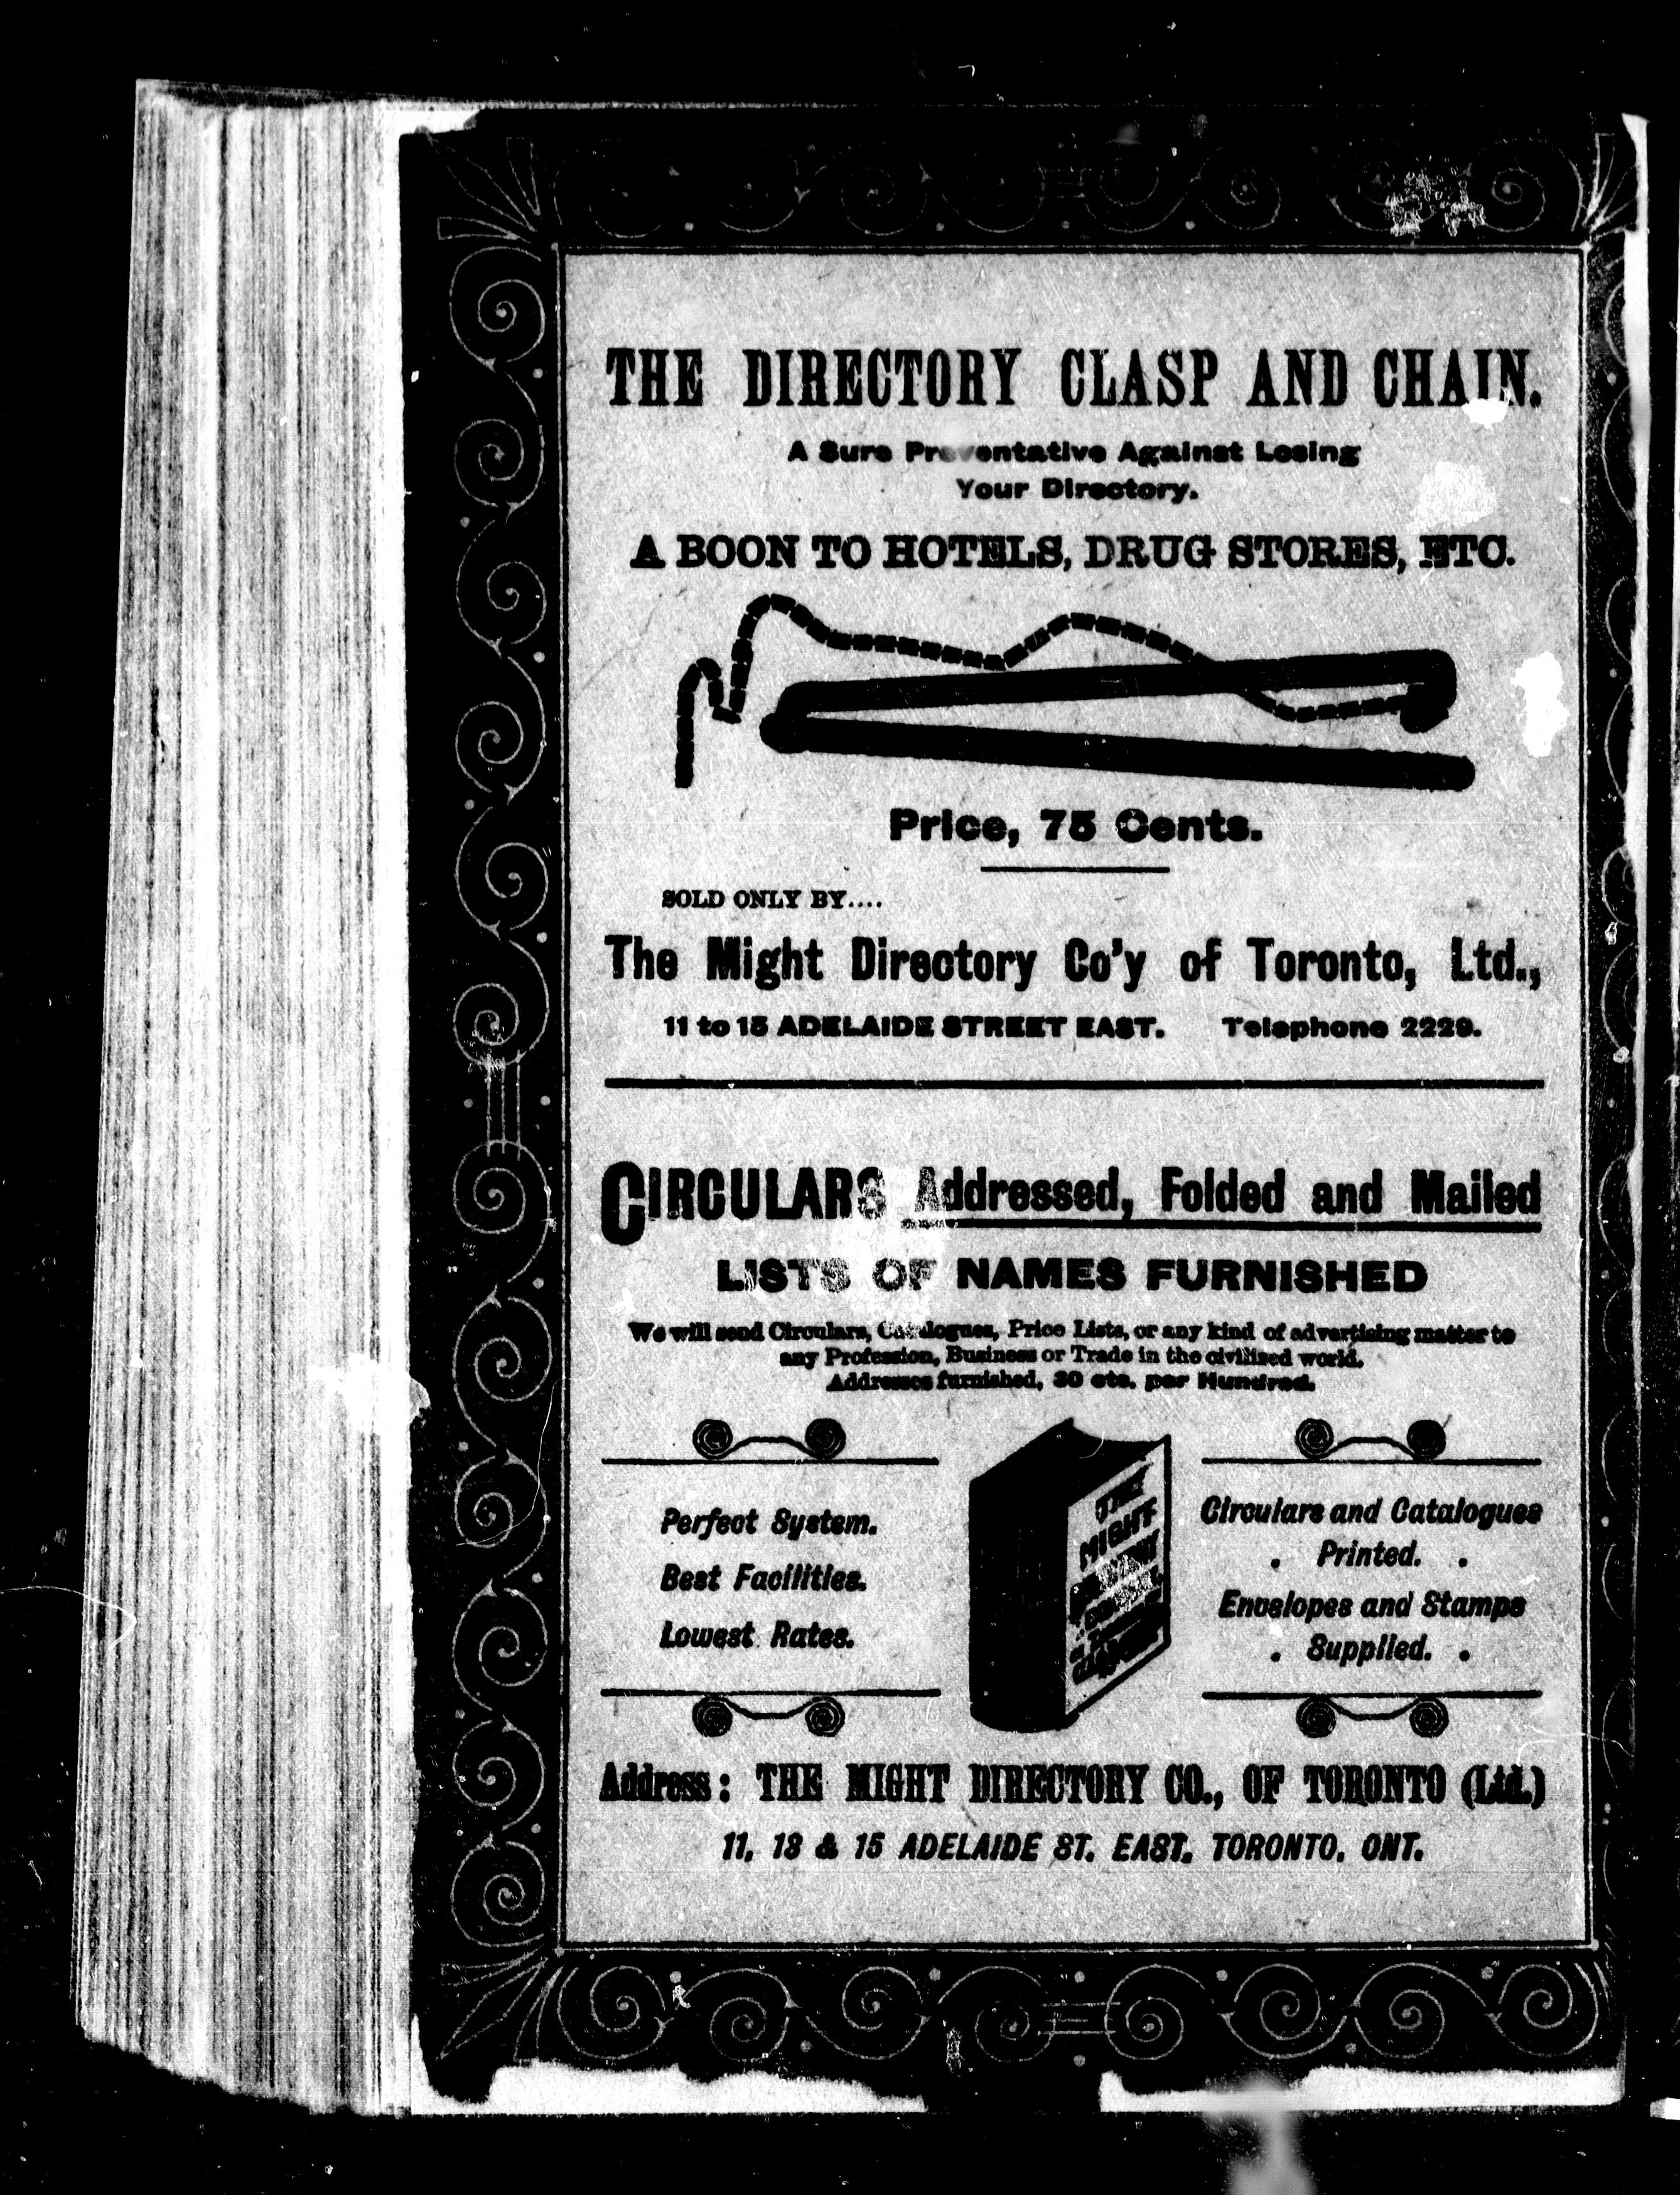 THE DIRECTORY CLASP AND CHAIN.
A Sure Preventative Against Losing
Your Directory.
A BOON TO HOTELS, DRUG STORES, ETC.
Price, 75 Cents.
SOLD ONLY BY....
The Might Directory Co'y of Toronto, Ltd.,
11 to 15 ADELAIDE STREET EAST. Telephone 2229.
CIRCULARS Addressed, Folded and Mailed
LISTS OF NAMES FURNISHED
We will send Circulars, Catalogues, Price Lists, or any kind of advertising matter to
any Profession, Business or Trade in the civilized world.
Addresses furnished, 30 cts. per Hundred.
Perfect System.
Best Facilities.
Lowest Rates.
THE
MIGHT
Circulars and Catalogues
. Printed. .
Envelopes and Stamps
. Supplied. .
Address: THE MIGHT DIRECTORY CO., OF TORONTO (Ltd.)
11, 13 & 15 ADELAIDE ST. EAST, TORONTO, ONT.